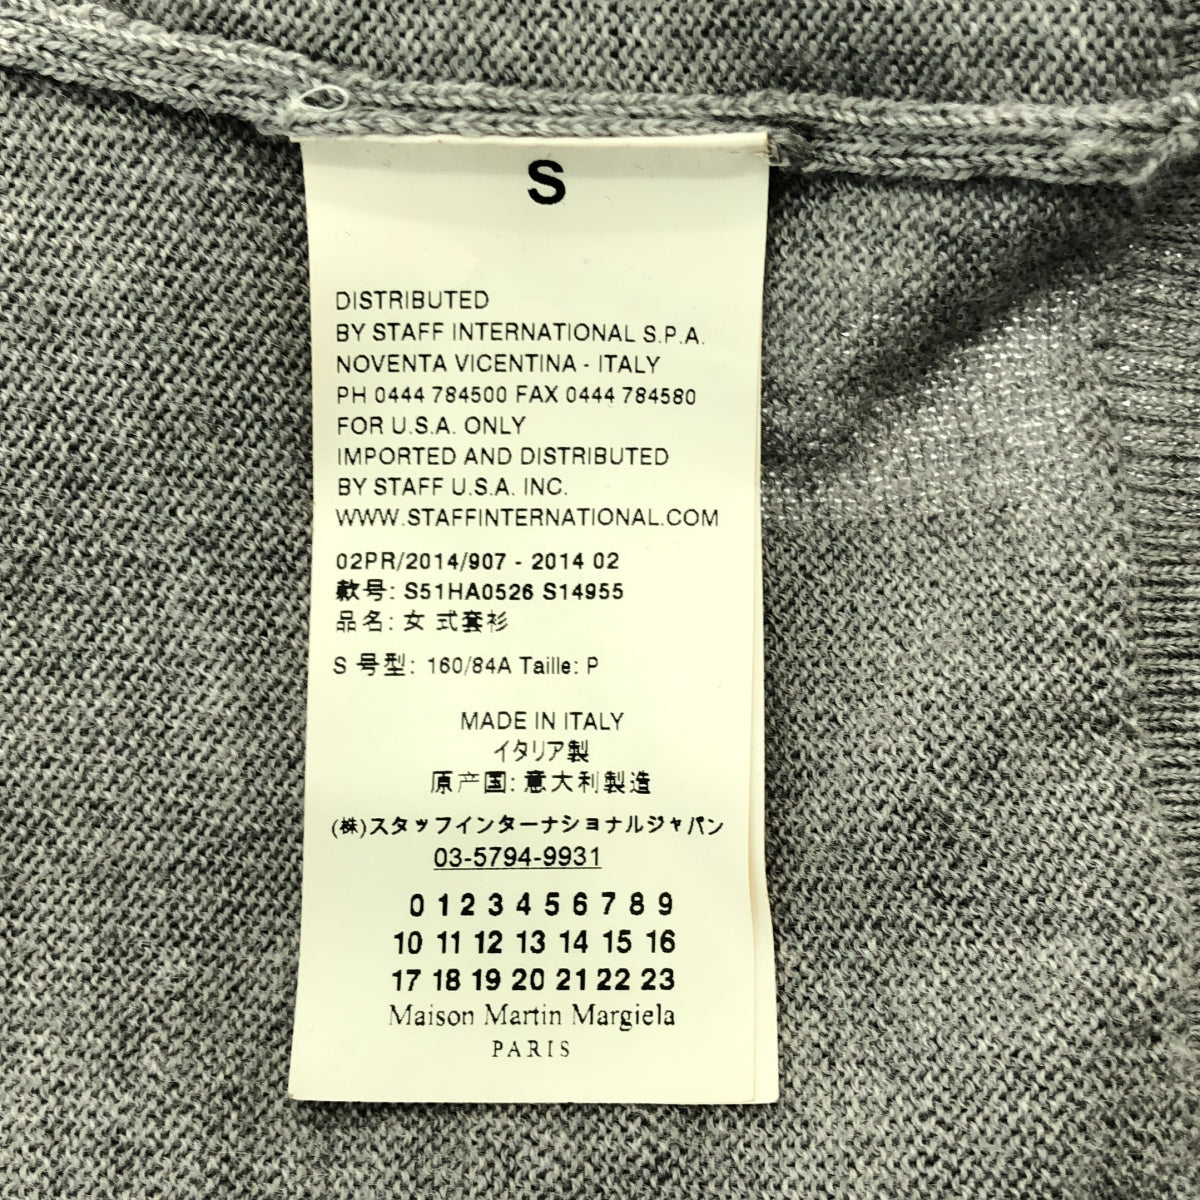 S
DISTRIBUTED
BY STAFF INTERNATIONAL S.P.A.
NOVENTA VICENTINA - ITALY
PH 0444 784500 FAX 0444 784580
FOR U.S.A. ONLY
IMPORTED AND DISTRIBUTED
BY STAFF U.S.A. INC.
WWW.STAFFINTERNATIONAL.COM
02PR/2014/907 - 2014 02
款号: S51HA0526 S14955
品名: 女 式套衫
S 号型: 160/84A Taille: P
MADE IN ITALY
イタリア製
原产国: 意大利製造
(株)スタッフインターナショナルジャパン
03-5794-9931
0 1 2 3 4 5 6 7 8 9
10 11 12 13 14 15 16
17 18 19 20 21 22 23
Maison Martin Margiela
PARIS